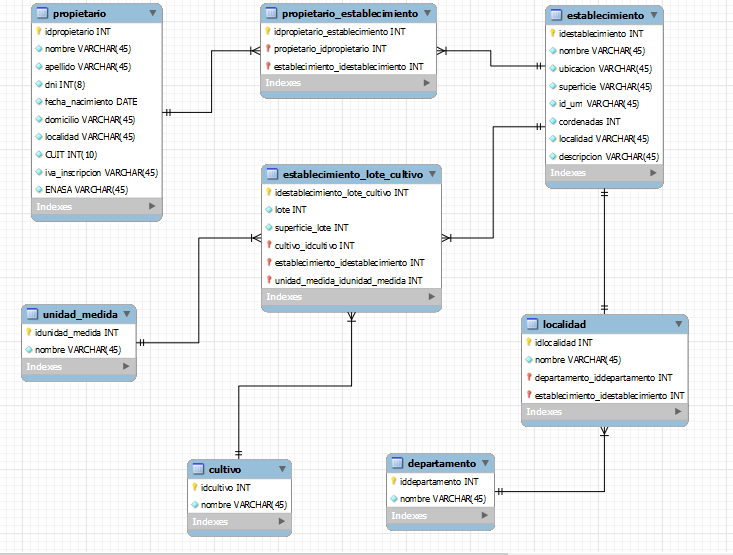 propietario
idpropietario INT
nombre VARCHAR(45)
apellido VARCHAR(45)
dni INT(8)
fecha_nacimiento DATE
domicilio VARCHAR(45)
localidad VARCHAR(45)
CUIT INT(10)
iva_inscripcion VARCHAR(45)
ENASA VARCHAR(45)
Indexes
propietario_establecimiento
idpropietario_establecimiento INT
propietario_idpropietario INT
establecimiento_idestablecimiento INT
Indexes
establecimiento
idestablecimiento INT
nombre VARCHAR(45)
ubicacion VARCHAR(45)
superficie VARCHAR(45)
id_um VARCHAR(45)
cordenadas INT
localidad VARCHAR(45)
descripcion VARCHAR(45)
Indexes
establecimiento_lote_cultivo
idestablecimiento_lote_cultivo INT
lote INT
superficie_lote INT
cultivo_idcultivo INT
establecimiento_idestablecimiento INT
unidad_medida_idunidad_medida INT
Indexes
unidad_medida
idunidad_medida INT
nombre VARCHAR(45)
Indexes
localidad
idlocalidad INT
nombre VARCHAR(45)
departamento_iddepartamento INT
establecimiento_idestablecimiento INT
Indexes
cultivo
idcultivo INT
nombre VARCHAR(45)
Indexes
departamento
iddepartamento INT
nombre VARCHAR(45)
Indexes